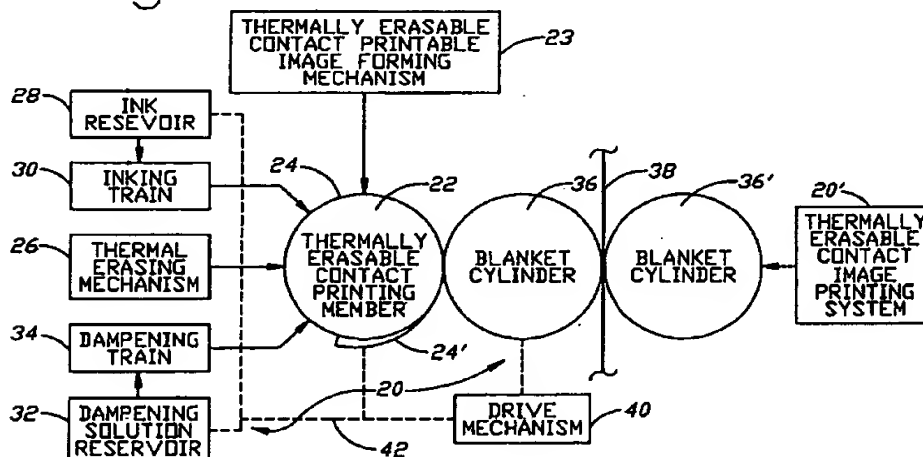 THERMALLY ERASABLE
CONTACT PRINTABLE
IMAGE FORMING
MECHANISM
23
28
INK
RESEVOIR
30
INKING
TRAIN
26
THERMAL
ERASING
MECHANISM
34
DAMPENING
TRAIN
32
DAMPENING
SOLUTION
RESERVOIR
24
22
THERMALLY
ERASABLE
CONTACT
PRINTING
MEMBER
24'
20
42
36
BLANKET
CYLINDER
38
36'
BLANKET
CYLINDER
20'
THERMALLY
ERASABLE
CONTACT
IMAGE
PRINTING
SYSTEM
DRIVE
MECHANISM
40